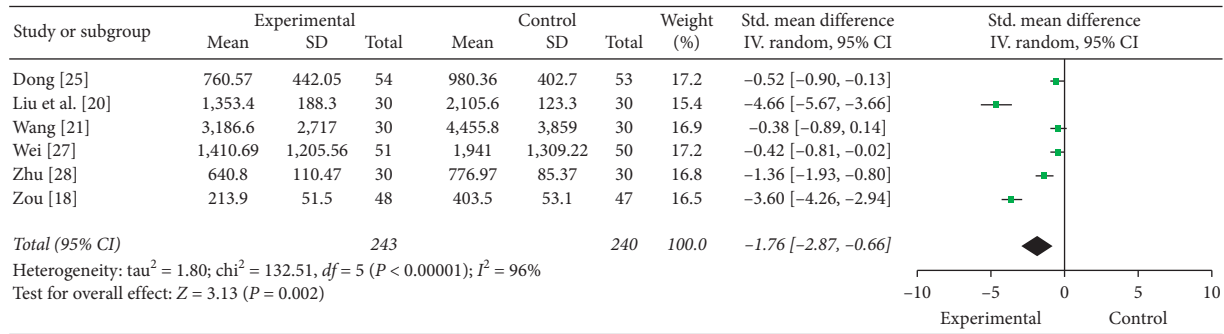 Study or subgroup Experimental Control Weight (%) Std. mean difference IV. random, 95% CI Std. mean difference IV. random, 95% CI
Mean SD Total Mean SD Total
Dong [25] 760.57 442.05 54 980.36 402.7 53 17.2 –0.52 [–0.90, –0.13]
Liu et al. [20] 1,353.4 188.3 30 2,105.6 123.3 30 15.4 –4.66 [–5.67, –3.66]
Wang [21] 3,186.6 2,717 30 4,455.8 3,859 30 16.9 –0.38 [–0.89, 0.14]
Wei [27] 1,410.69 1,205.56 51 1,941 1,309.22 50 17.2 –0.42 [–0.81, –0.02]
Zhu [28] 640.8 110.47 30 776.97 85.37 30 16.8 –1.36 [–1.93, –0.80]
Zou [18] 213.9 51.5 48 403.5 53.1 47 16.5 –3.60 [–4.26, –2.94]
Total (95% CI) 243 240 100.0 –1.76 [–2.87, –0.66]
Heterogeneity: tau² = 1.80; chi² = 132.51, df = 5 (P < 0.00001); I² = 96%
Test for overall effect: Z = 3.13 (P = 0.002)
–10 –5 0 5 10
Experimental Control